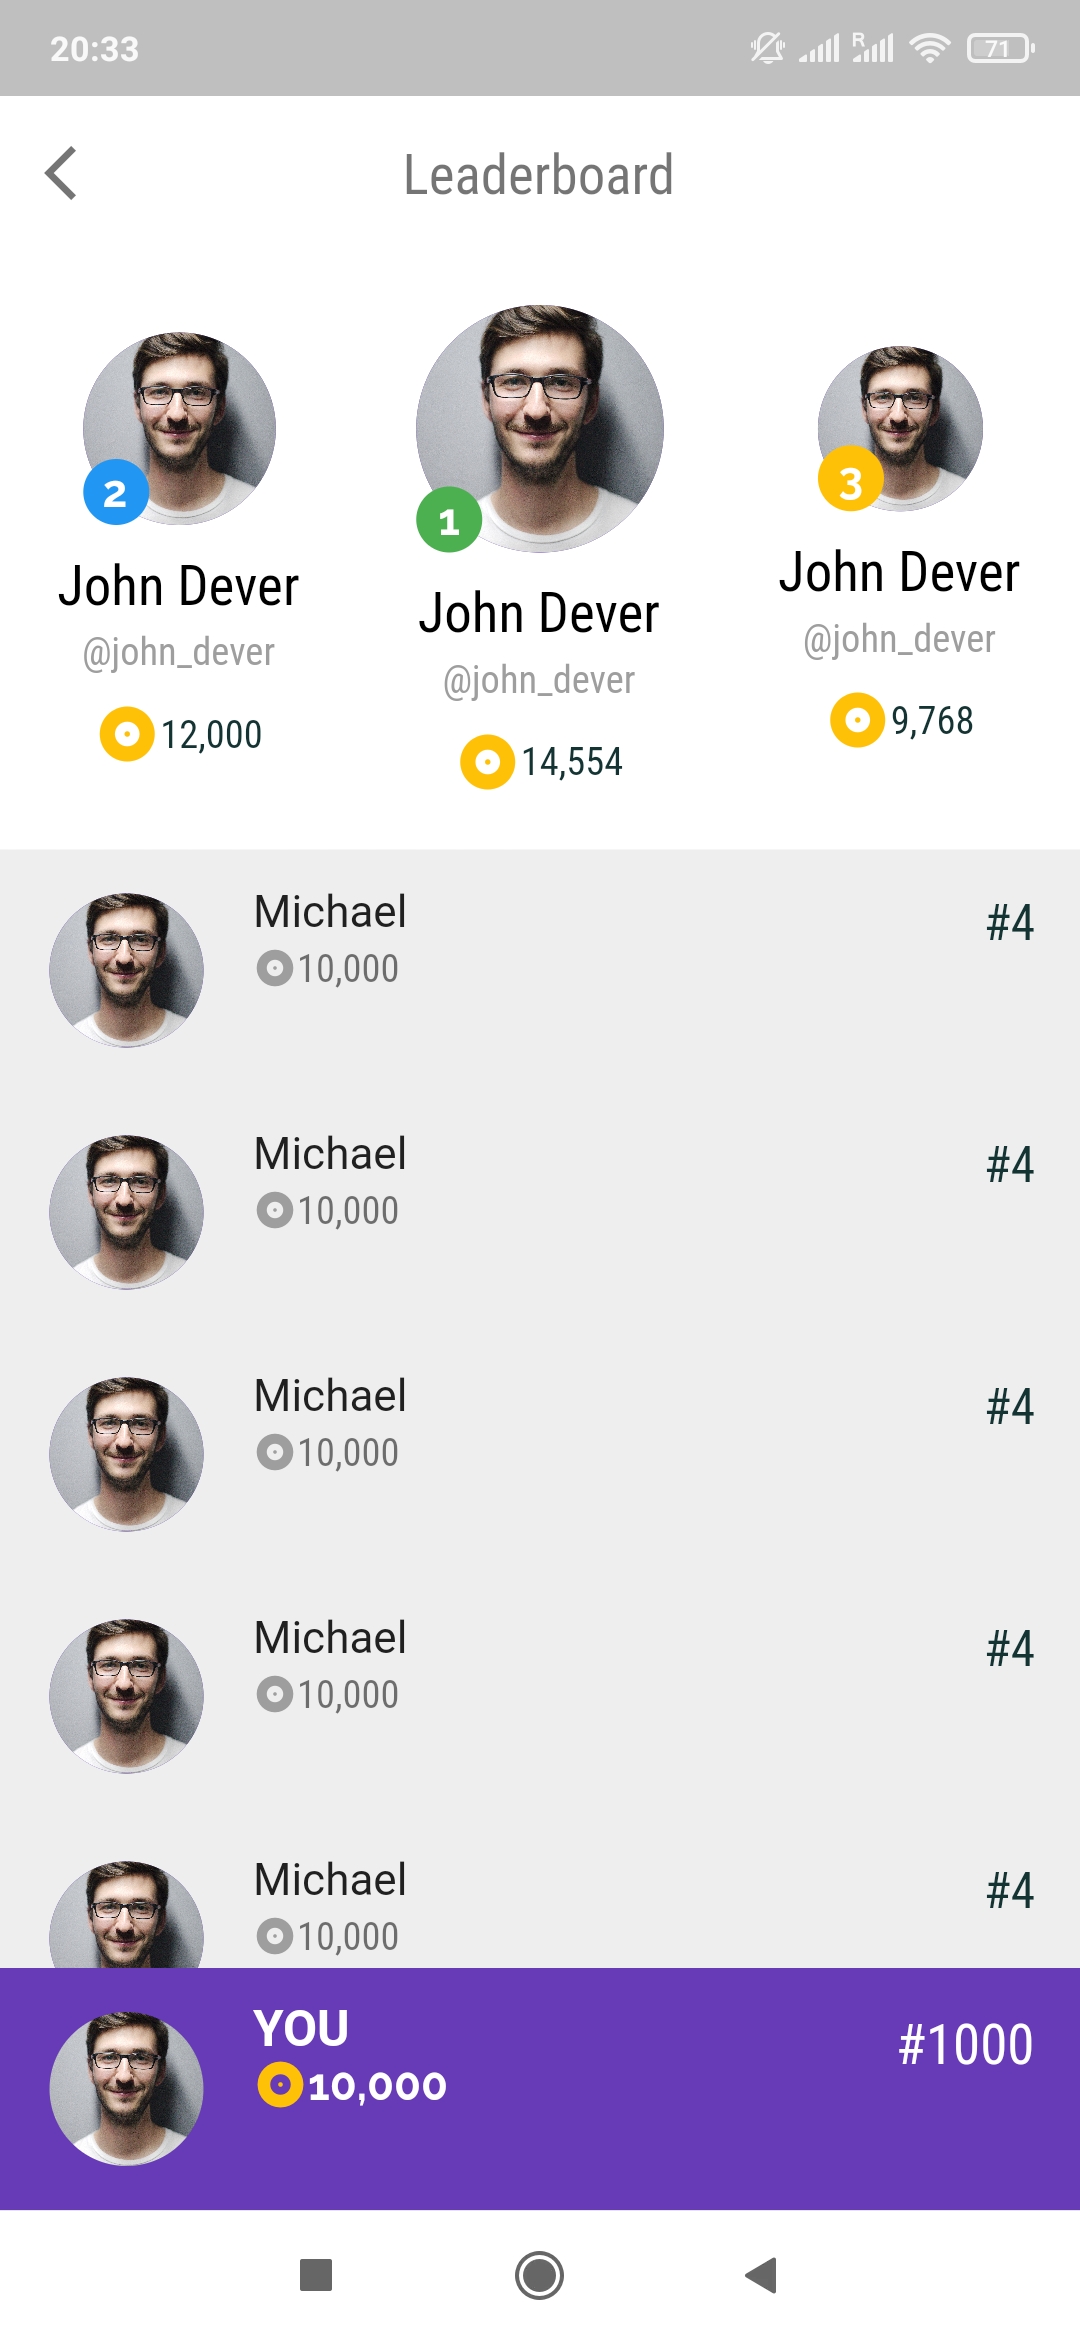 20:33
R
71
Leaderboard
2
1
3
John Dever
John Dever
John Dever
@john_dever
@john_dever
@john_dever
12,000
14,554
9,768
Michael
#4
10,000
Michael
#4
10,000
Michael
#4
10,000
Michael
#4
10,000
Michael
#4
10,000
YOU
#1000
10,000